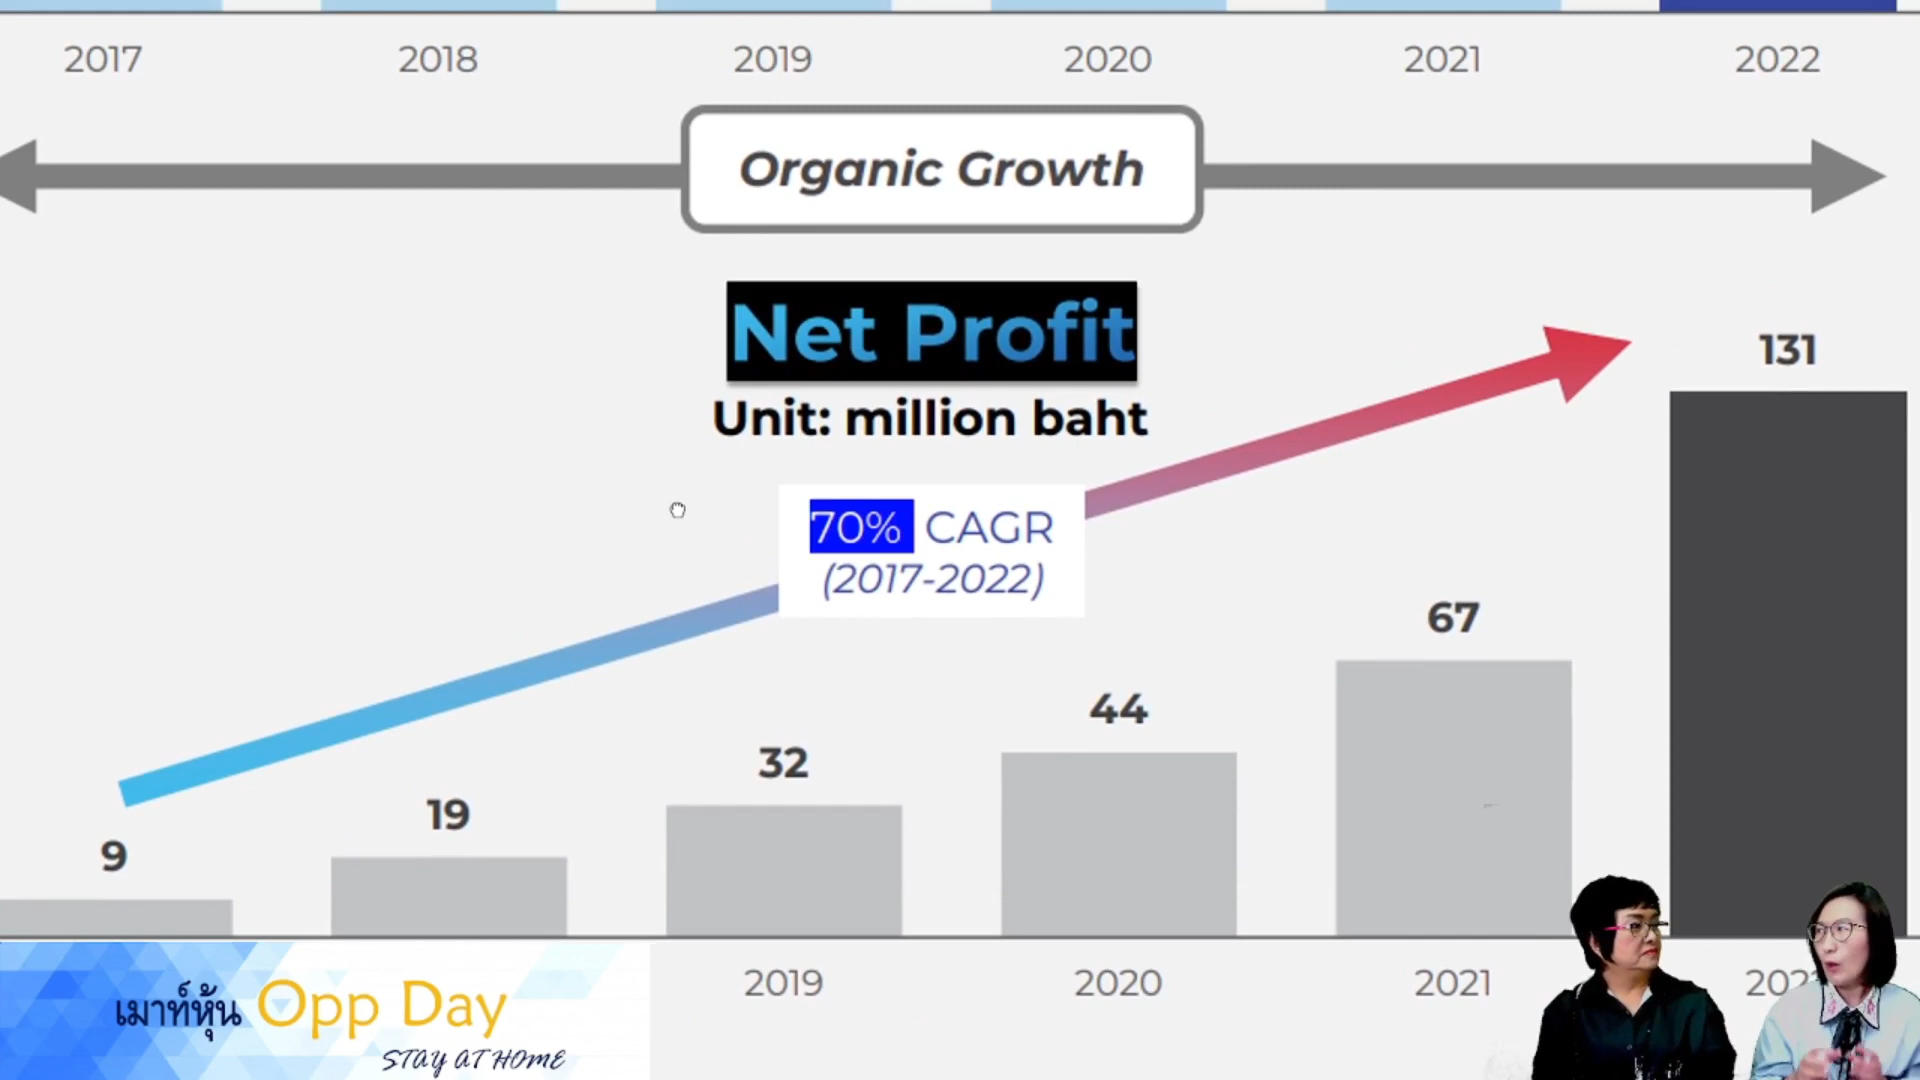 2017 2018 2019 2020 2021 2022
Organic Growth
Net Profit
Unit: million baht
131
70% CAGR
(2017-2022)
67
44
32
19
9
2019 2020 2021
เมาท์หุ้น Opp Day
STAY AT HOME